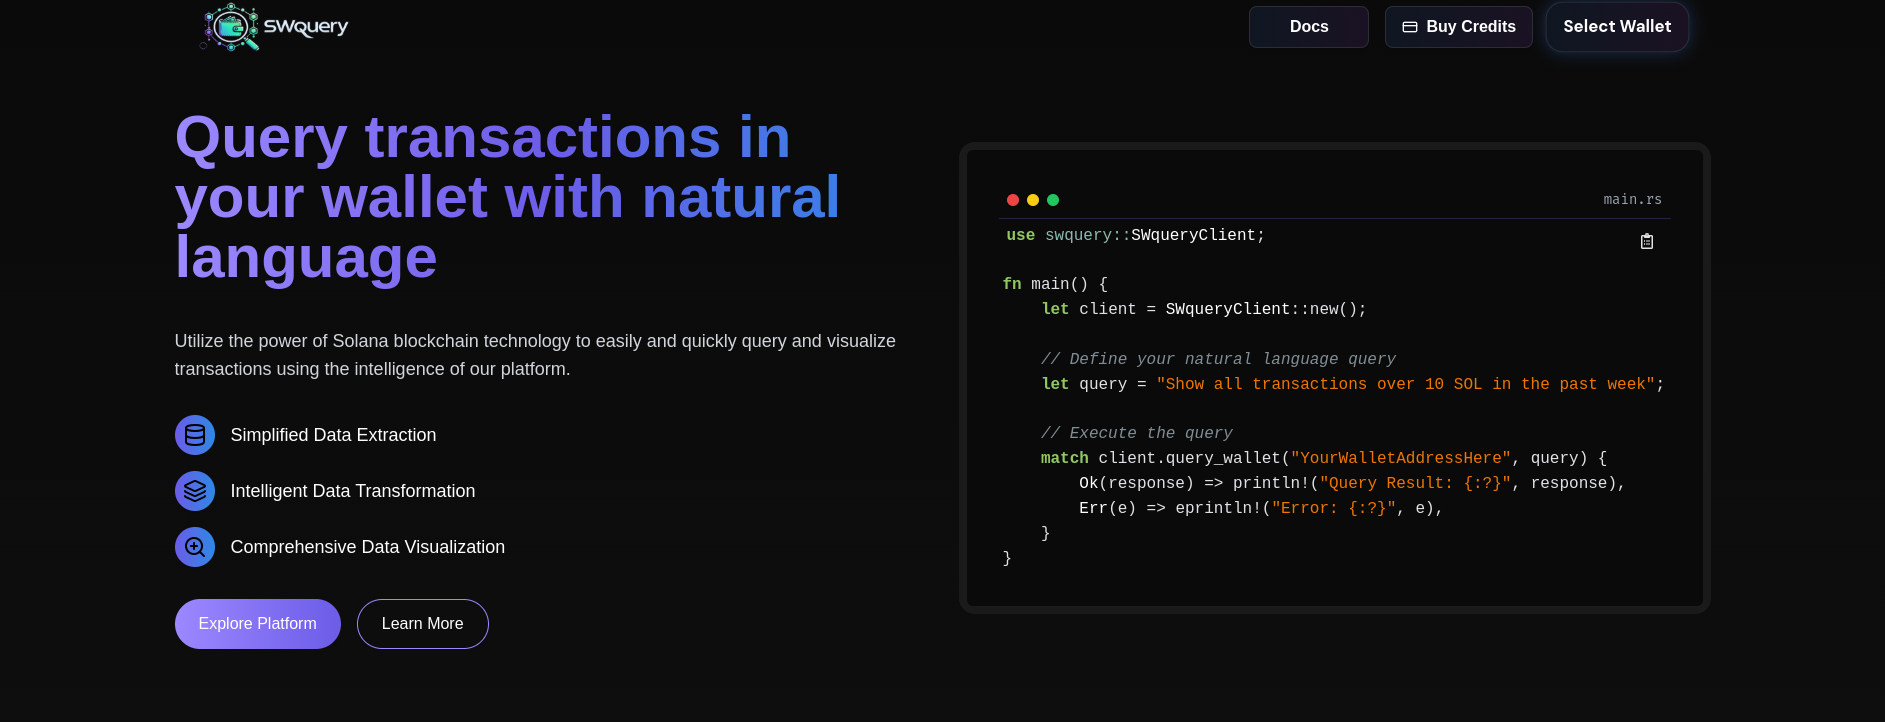 SWquery
Docs
Buy Credits
Select Wallet
Query transactions in
your wallet with natural
language
Utilize the power of Solana blockchain technology to easily and quickly query and visualize
transactions using the intelligence of our platform.
Simplified Data Extraction
Intelligent Data Transformation
Comprehensive Data Visualization
Explore Platform
Learn More
main.rs
use swquery::SWqueryClient;
fn main() {
    let client = SWqueryClient::new();
    // Define your natural language query
    let query = "Show all transactions over 10 SOL in the past week";
    // Execute the query
    match client.query_wallet("YourWalletAddressHere", query) {
        Ok(response) => println!("Query Result: {:?}", response),
        Err(e) => eprintln!("Error: {:?}", e),
    }
}